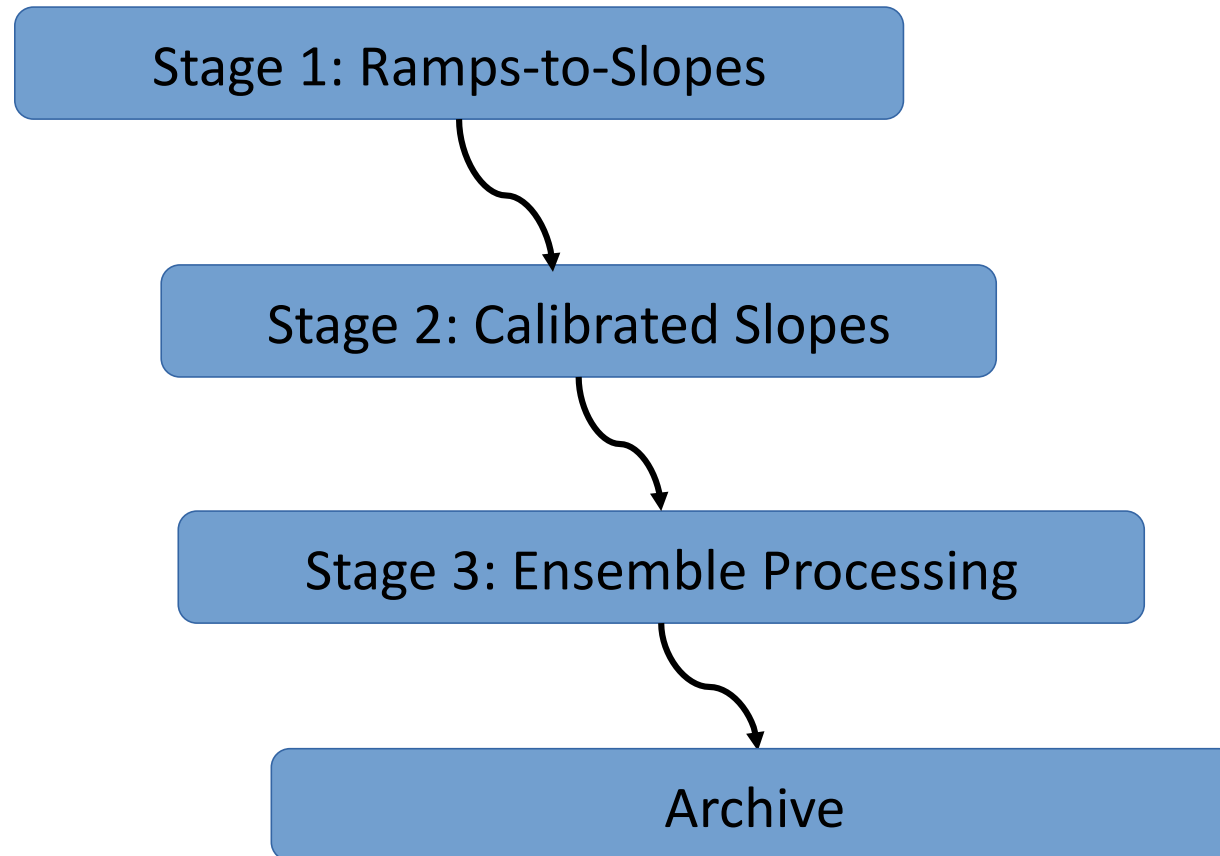 Stage 1: Ramps-to-Slopes
Stage 2: Calibrated Slopes
Stage 3: Ensemble Processing
Archive